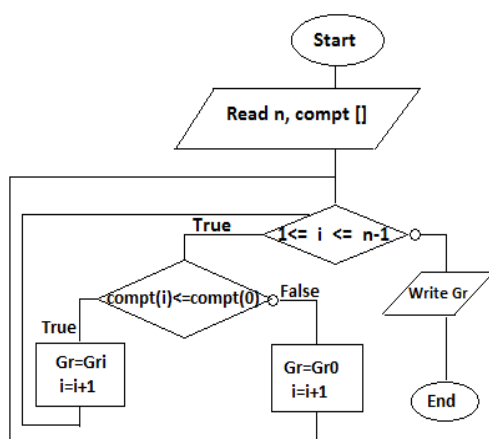 Start
Read n, compt []
True
1<= i <= n-1
compt(i)<=compt(0)
False
Write Gr
True
Gr=Gri
i=i+1
Gr=Gr0
i=i+1
End